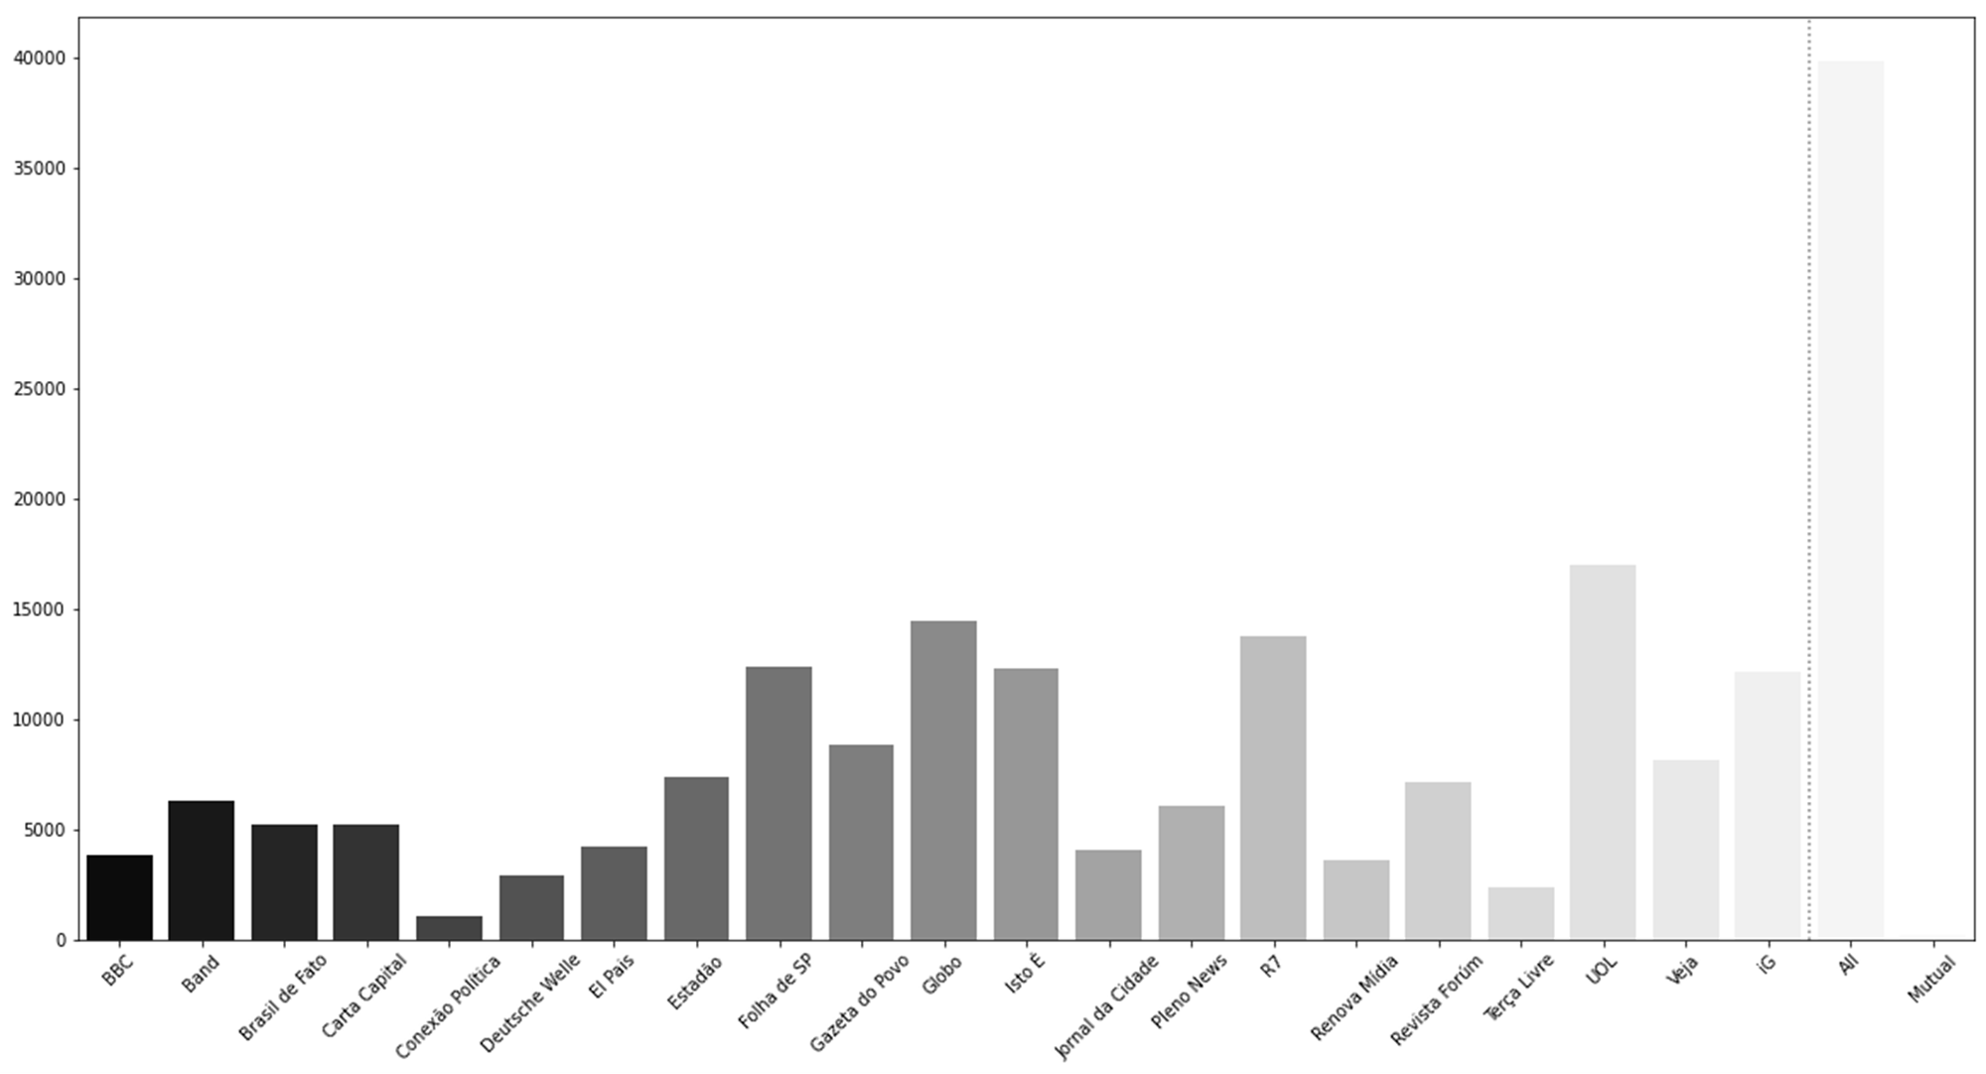 40000
35000
30000
25000
20000
15000
10000
5000
0
BBC
Band
Brasil de Fato
Carta Capital
Conexão Política
Deutsche Welle
El Pais
Estadão
Folha de SP
Gazeta do Povo
Globo
Isto É
Jornal da Cidade
Pleno News
R7
Renova Mídia
Revista Forúm
Terça Livre
UOL
Veja
iG
All
Mutual